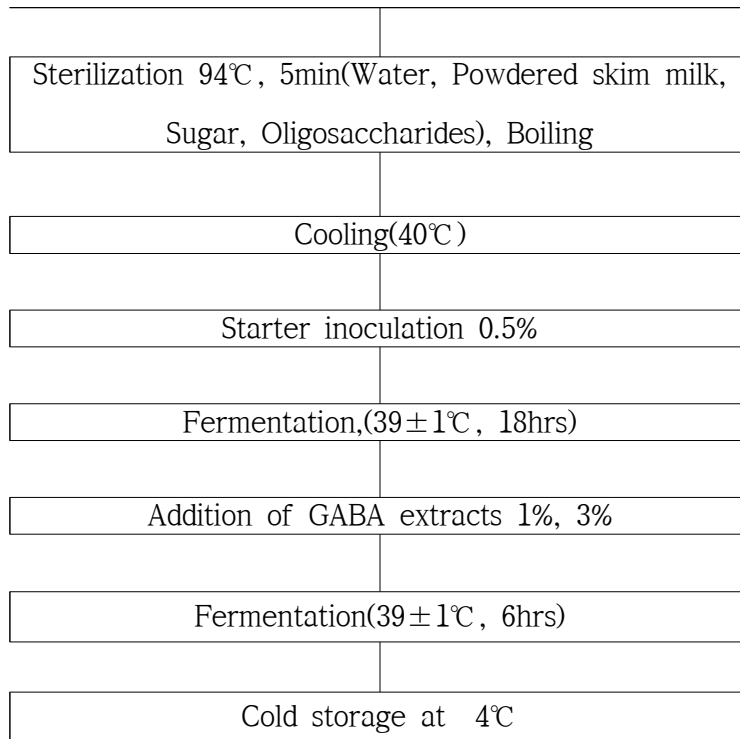 Sterilization 94℃, 5min(Water, Powdered skim milk,
Sugar, Oligosaccharides), Boiling
Cooling(40℃)
Starter inoculation 0.5%
Fermentation,(39±1℃, 18hrs)
Addition of GABA extracts 1%, 3%
Fermentation(39±1℃, 6hrs)
Cold storage at 4℃